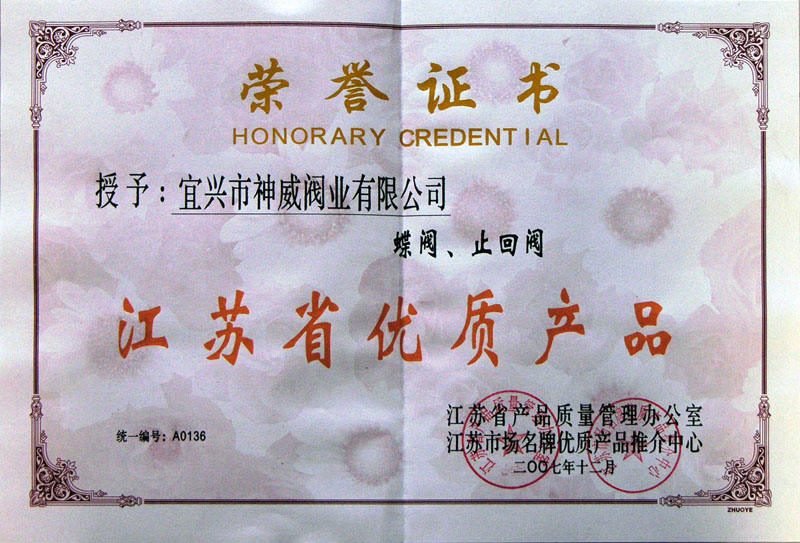 荣誉证书
HONORARY CREDENTIAL
授予：宜兴市神威阀业有限公司
蝶阀、止回阀
江苏省优质产品
江苏省产品质量管理办公室
江苏市场名牌优质产品推介中心
二〇〇七年十二月
统一编号：A0136
ZHUOYE